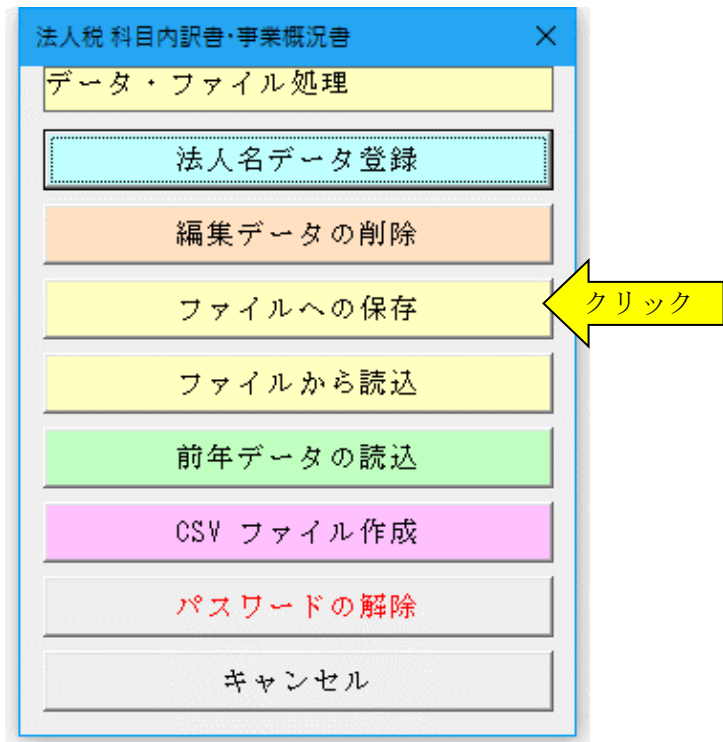 法人税 科目内訳書・事業概況書
データ・ファイル処理
法人名データ登録
編集データの削除
ファイルへの保存
クリック
ファイルから読込
前年データの読込
CSV ファイル作成
パスワードの解除
キャンセル